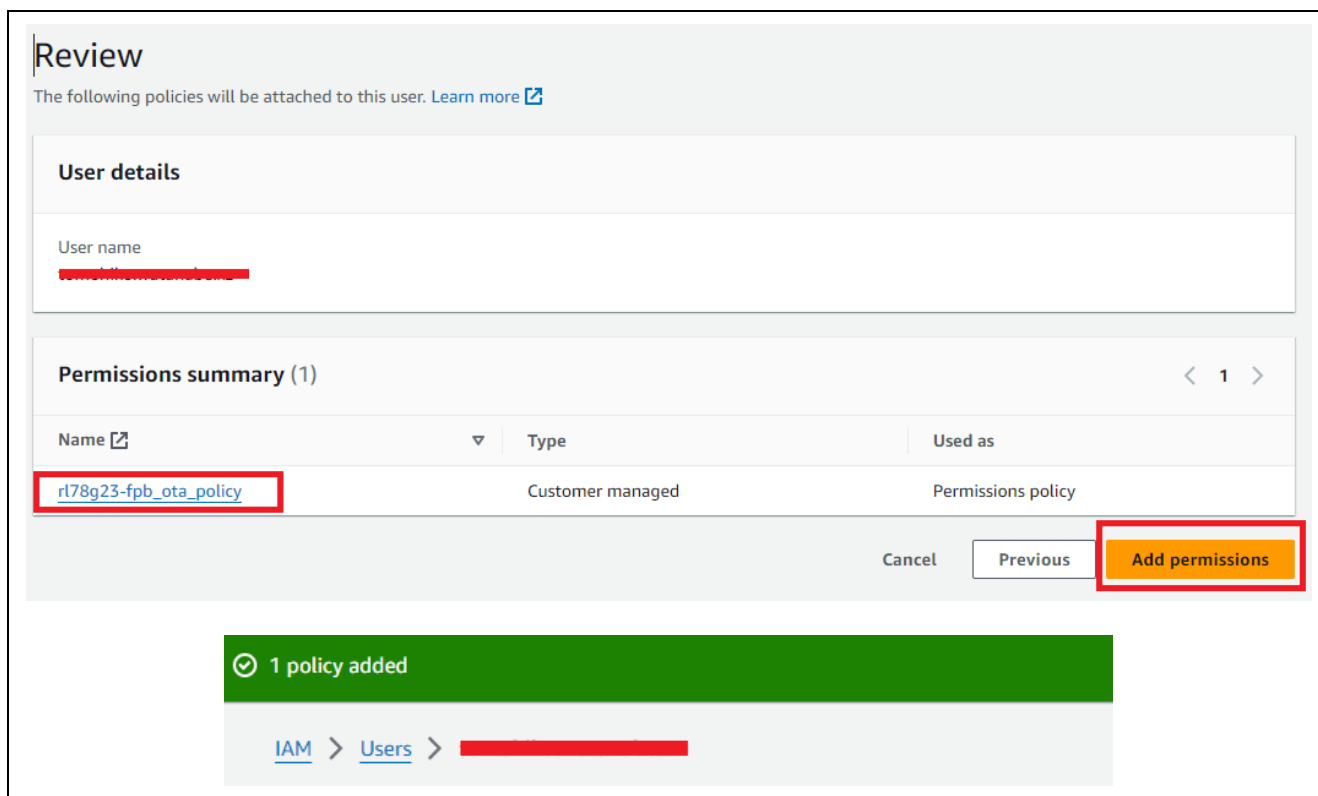 Review
The following policies will be attached to this user. Learn more
User details
User name
Permissions summary (1)
1
Name Type Used as
rl78g23-fpb_ota_policy Customer managed Permissions policy
Cancel Previous Add permissions
1 policy added
IAM > Users >